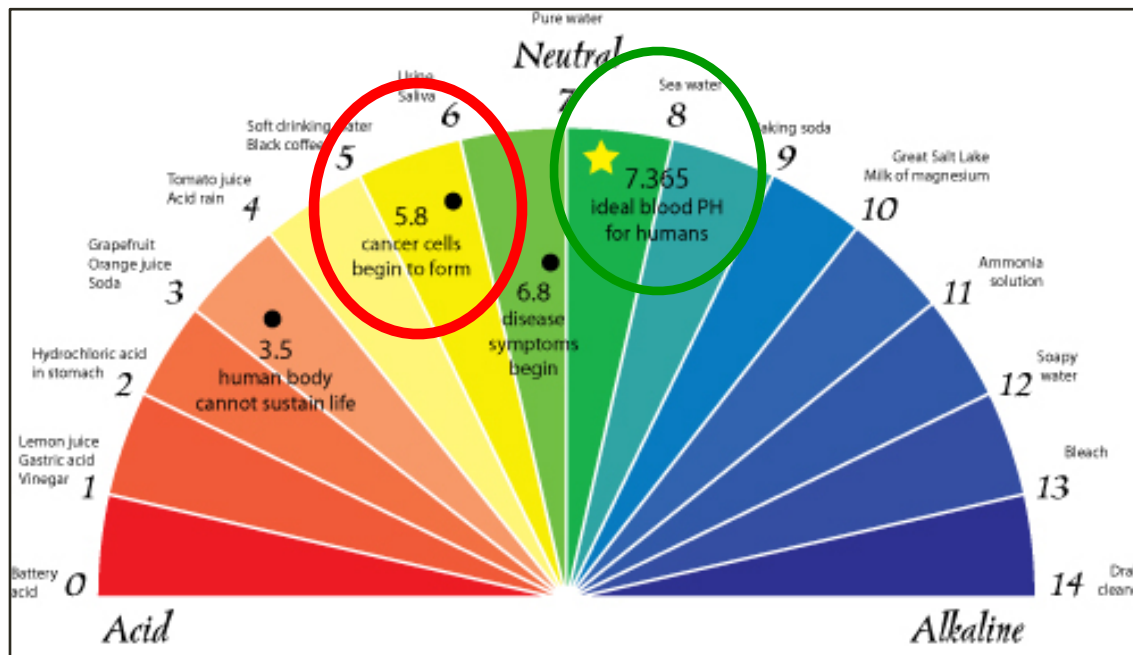 Pure water
Neutral
7
Urine
Saliva
6
Sea water
8
Soft drinking water
Black coffee
5
Baking soda
9
Tomato juice
Acid rain
4
Great Salt Lake
Milk of magnesium
10
7.365
ideal blood PH
for humans
5.8
cancer cells
begin to form
Grapefruit
Orange juice
Soda
3
Ammonia
solution
11
6.8
disease
symptoms
begin
3.5
human body
cannot sustain life
Hydrochloric acid
in stomach
2
Soapy
water
12
Lemon juice
Gastric acid
Vinegar
1
Bleach
13
Battery
acid
0
14
Dra
cleane
Acid
Alkaline